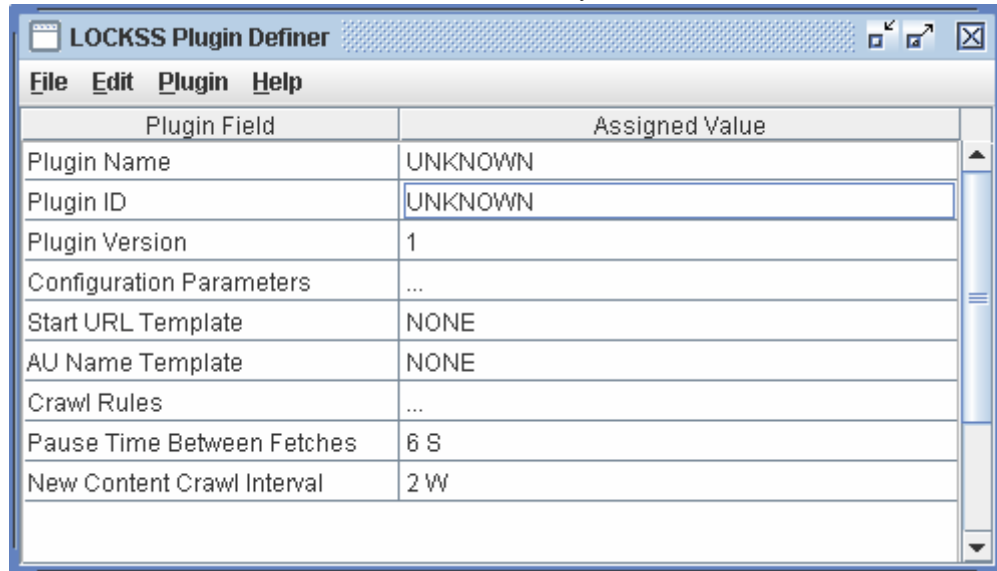 LOCKSS Plugin Definer
File Edit Plugin Help
Plugin Field Assigned Value
Plugin Name UNKNOWN
Plugin ID UNKNOWN
Plugin Version 1
Configuration Parameters ...
Start URL Template NONE
AU Name Template NONE
Crawl Rules ...
Pause Time Between Fetches 6 S
New Content Crawl Interval 2 W